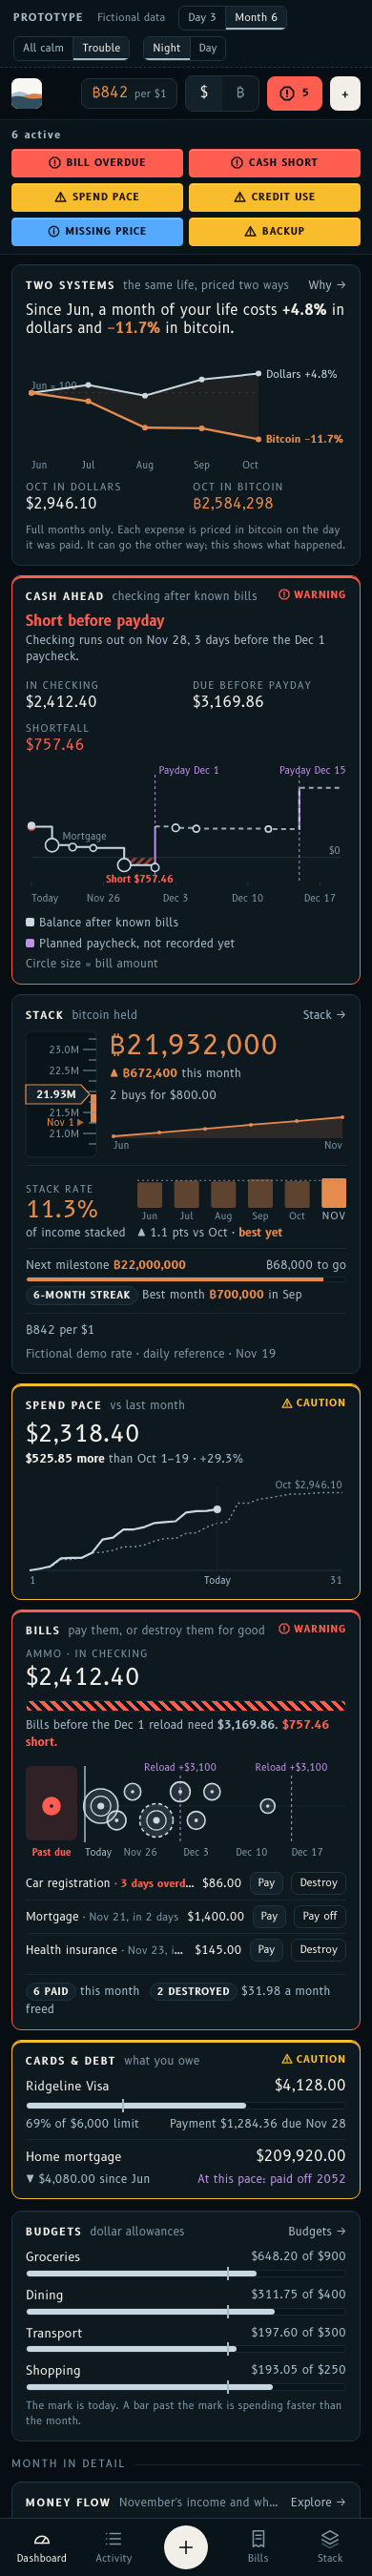 PROTOTYPE Fictional data Day 3 Month 6
All calm Trouble Night Day
฿842 per $1 $ ฿ 5 +
6 active
BILL OVERDUE CASH SHORT
SPEND PACE CREDIT USE
MISSING PRICE BACKUP
TWO SYSTEMS the same life, priced two ways Why →
Since Jun, a month of your life costs +4.8% in
dollars and −11.7% in bitcoin.
Dollars +4.8%
Jun = 100
Bitcoin −11.7%
Jun Jul Aug Sep Oct
OCT IN DOLLARS OCT IN BITCOIN
$2,946.10 ฿2,584,298
Full months only. Each expense is priced in bitcoin on the day
it was paid. It can go the other way; this shows what happened.
CASH AHEAD checking after known bills WARNING
Short before payday
Checking runs out on Nov 28, 3 days before the Dec 1
paycheck.
IN CHECKING DUE BEFORE PAYDAY
$2,412.40 $3,169.86
SHORTFALL
$757.46
Payday Dec 1 Payday Dec 15
Mortgage
$0
Short $757.46
Today Nov 26 Dec 3 Dec 10 Dec 17
Balance after known bills
Planned paycheck, not recorded yet
Circle size = bill amount
STACK bitcoin held Stack →
23.0M
22.5M
21.93M
21.5M
Nov 1
21.0M
฿21,932,000
▲ ฿672,400 this month
2 buys for $800.00
Jun Nov
STACK RATE
11.3%
of income stacked
Jun Jul Aug Sep Oct NOV
▲ 1.1 pts vs Oct · best yet
Next milestone ฿22,000,000 ฿68,000 to go
6-MONTH STREAK Best month ฿700,000 in Sep
฿842 per $1
Fictional demo rate · daily reference · Nov 19
SPEND PACE vs last month CAUTION
$2,318.40
$525.85 more than Oct 1–19 · +29.3%
Oct $2,946.10
1 Today 31
BILLS pay them, or destroy them for good WARNING
AMMO · IN CHECKING
$2,412.40
Bills before the Dec 1 reload need $3,169.86. $757.46
short.
Reload +$3,100 Reload +$3,100
Past due Today Nov 26 Dec 3 Dec 10 Dec 17
Car registration · 3 days overd… $86.00 Pay Destroy
Mortgage · Nov 21, in 2 days $1,400.00 Pay Pay off
Health insurance · Nov 23, i… $145.00 Pay Destroy
6 PAID this month 2 DESTROYED $31.98 a month
freed
CARDS & DEBT what you owe CAUTION
Ridgeline Visa $4,128.00
69% of $6,000 limit Payment $1,284.36 due Nov 28
Home mortgage $209,920.00
▼ $4,080.00 since Jun At this pace: paid off 2052
BUDGETS dollar allowances Budgets →
Groceries $648.20 of $900
Dining $311.75 of $400
Transport $197.60 of $300
Shopping $193.05 of $250
The mark is today. A bar past the mark is spending faster than
the month.
MONTH IN DETAIL
MONEY FLOW November's income and wh… Explore →
Dashboard Activity + Bills Stack